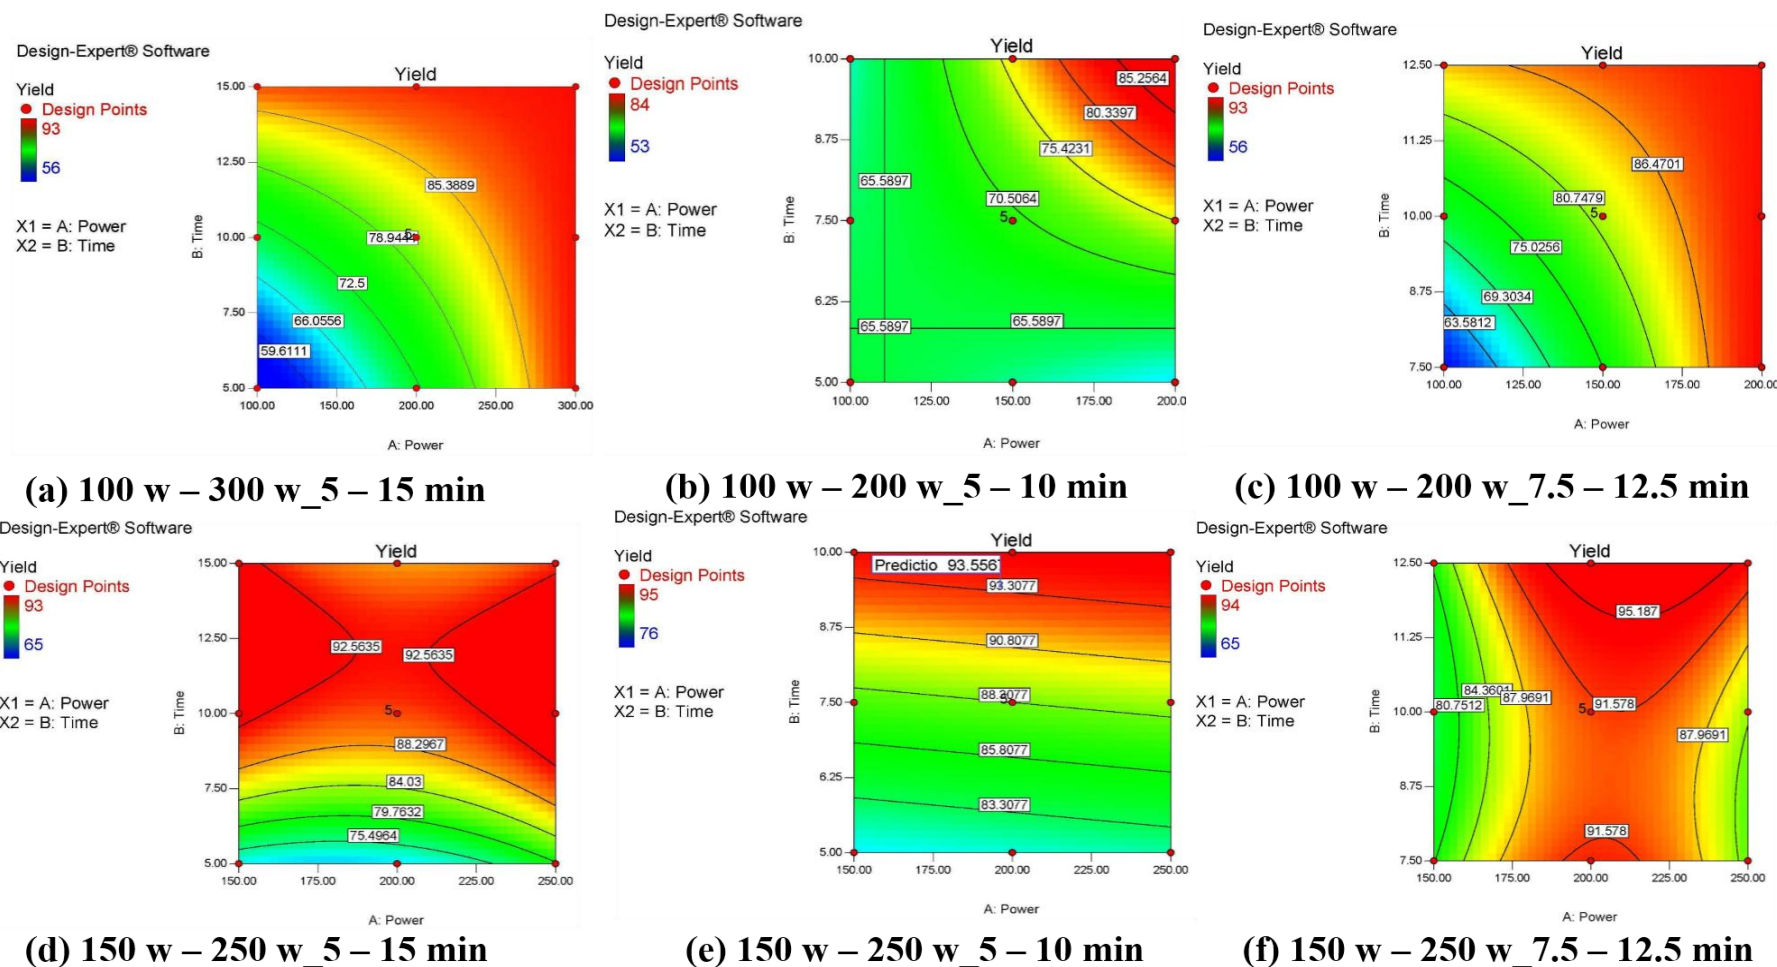 Design-Expert® Software
Yield
Design Points
93
56
X1 = A: Power
X2 = B: Time
Yield
15.00
12.50
10.00
7.50
5.00
B: Time
85.3889
78.9444
5
72.5
66.0556
59.6111
100.00 150.00 200.00 250.00 300.00
A: Power
(a) 100 w – 300 w_5 – 15 min
Design-Expert® Software
Yield
Design Points
84
53
X1 = A: Power
X2 = B: Time
Yield
10.00
8.75
7.50
6.25
5.00
B: Time
85.2564
80.3397
75.4231
65.5897
70.5064
5
65.5897 65.5897
100.00 125.00 150.00 175.00 200.0
A: Power
(b) 100 w – 200 w_5 – 10 min
Design-Expert® Software
Yield
Design Points
93
56
X1 = A: Power
X2 = B: Time
Yield
12.50
11.25
10.00
8.75
7.50
B: Time
86.4701
80.7479
5
75.0256
69.3034
63.5812
100.00 125.00 150.00 175.00 200.0
A: Power
(c) 100 w – 200 w_7.5 – 12.5 min
Design-Expert® Software
Yield
Design Points
93
65
X1 = A: Power
X2 = B: Time
Yield
15.00
12.50
10.00
7.50
5.00
B: Time
92.5635 92.5635
5
88.2967
84.03
79.7632
75.4964
150.00 175.00 200.00 225.00 250.00
A: Power
(d) 150 w – 250 w_5 – 15 min
Design-Expert® Software
Yield
Design Points
95
76
X1 = A: Power
X2 = B: Time
Yield
10.00
8.75
7.50
6.25
5.00
B: Time
Predictio 93.556
93.3077
90.8077
88.3077
5
85.8077
83.3077
150.00 175.00 200.00 225.00 250.00
A: Power
(e) 150 w – 250 w_5 – 10 min
Design-Expert® Software
Yield
Design Points
94
65
X1 = A: Power
X2 = B: Time
Yield
12.50
11.25
10.00
8.75
7.50
B: Time
95.187
84.3601 87.9691
80.7512 5 91.578
87.9691
91.578
150.00 175.00 200.00 225.00 250.00
A: Power
(f) 150 w – 250 w_7.5 – 12.5 min